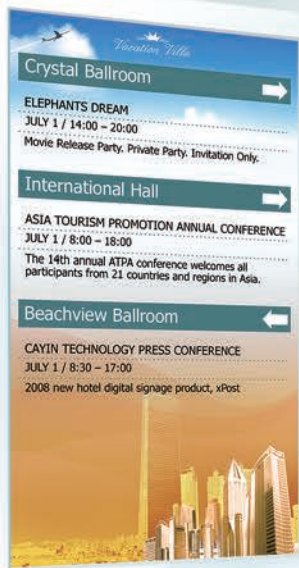 Vacation Villa
Crystal Ballroom
ELEPHANTS DREAM
JULY 1 / 14:00 – 20:00
Movie Release Party. Private Party. Invitation Only.
International Hall
ASIA TOURISM PROMOTION ANNUAL CONFERENCE
JULY 1 / 8:00 – 18:00
The 14th annual ATPA conference welcomes all
participants from 21 countries and regions in Asia.
Beachview Ballroom
CAYIN TECHNOLOGY PRESS CONFERENCE
JULY 1 / 8:30 – 17:00
2008 new hotel digital signage product, xPost